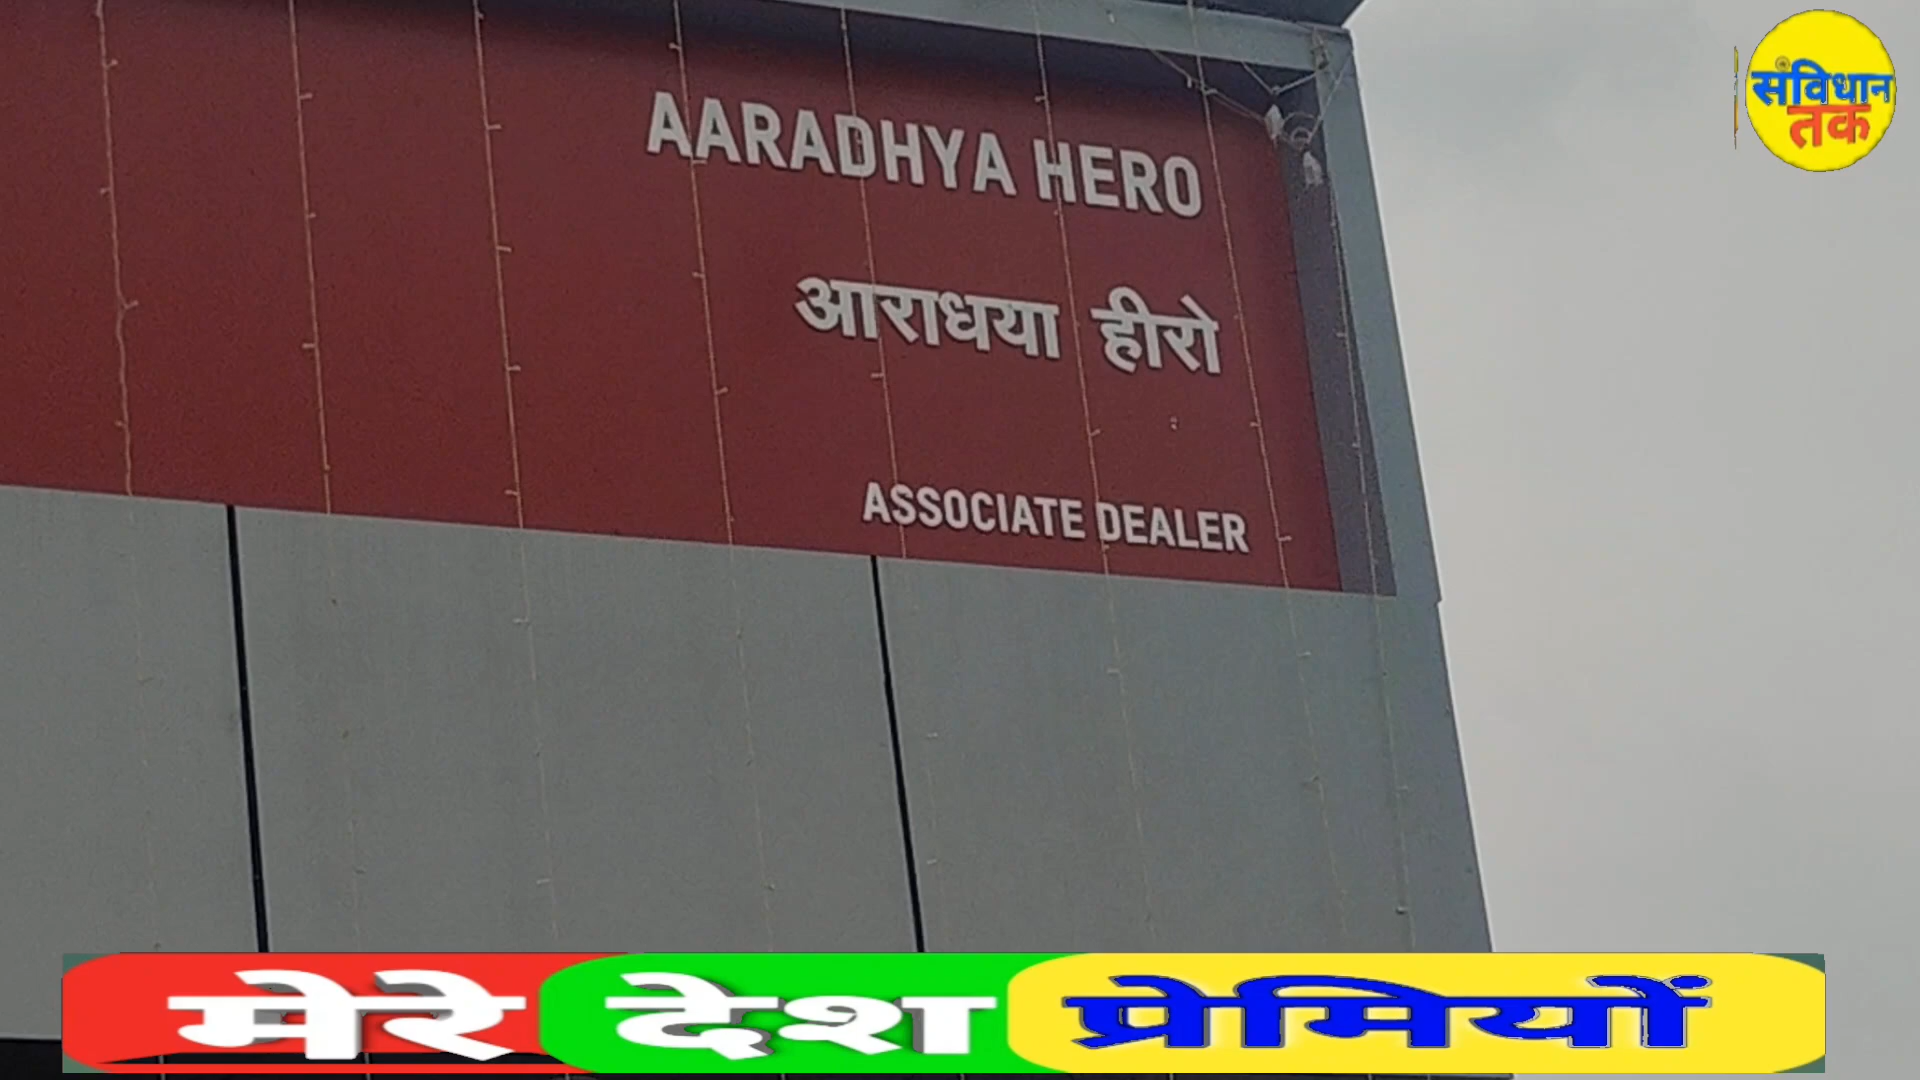 संविधान
तक
AARADHYA HERO
आराधया हीरो
ASSOCIATE DEALER
मेरे देश प्रेमियों